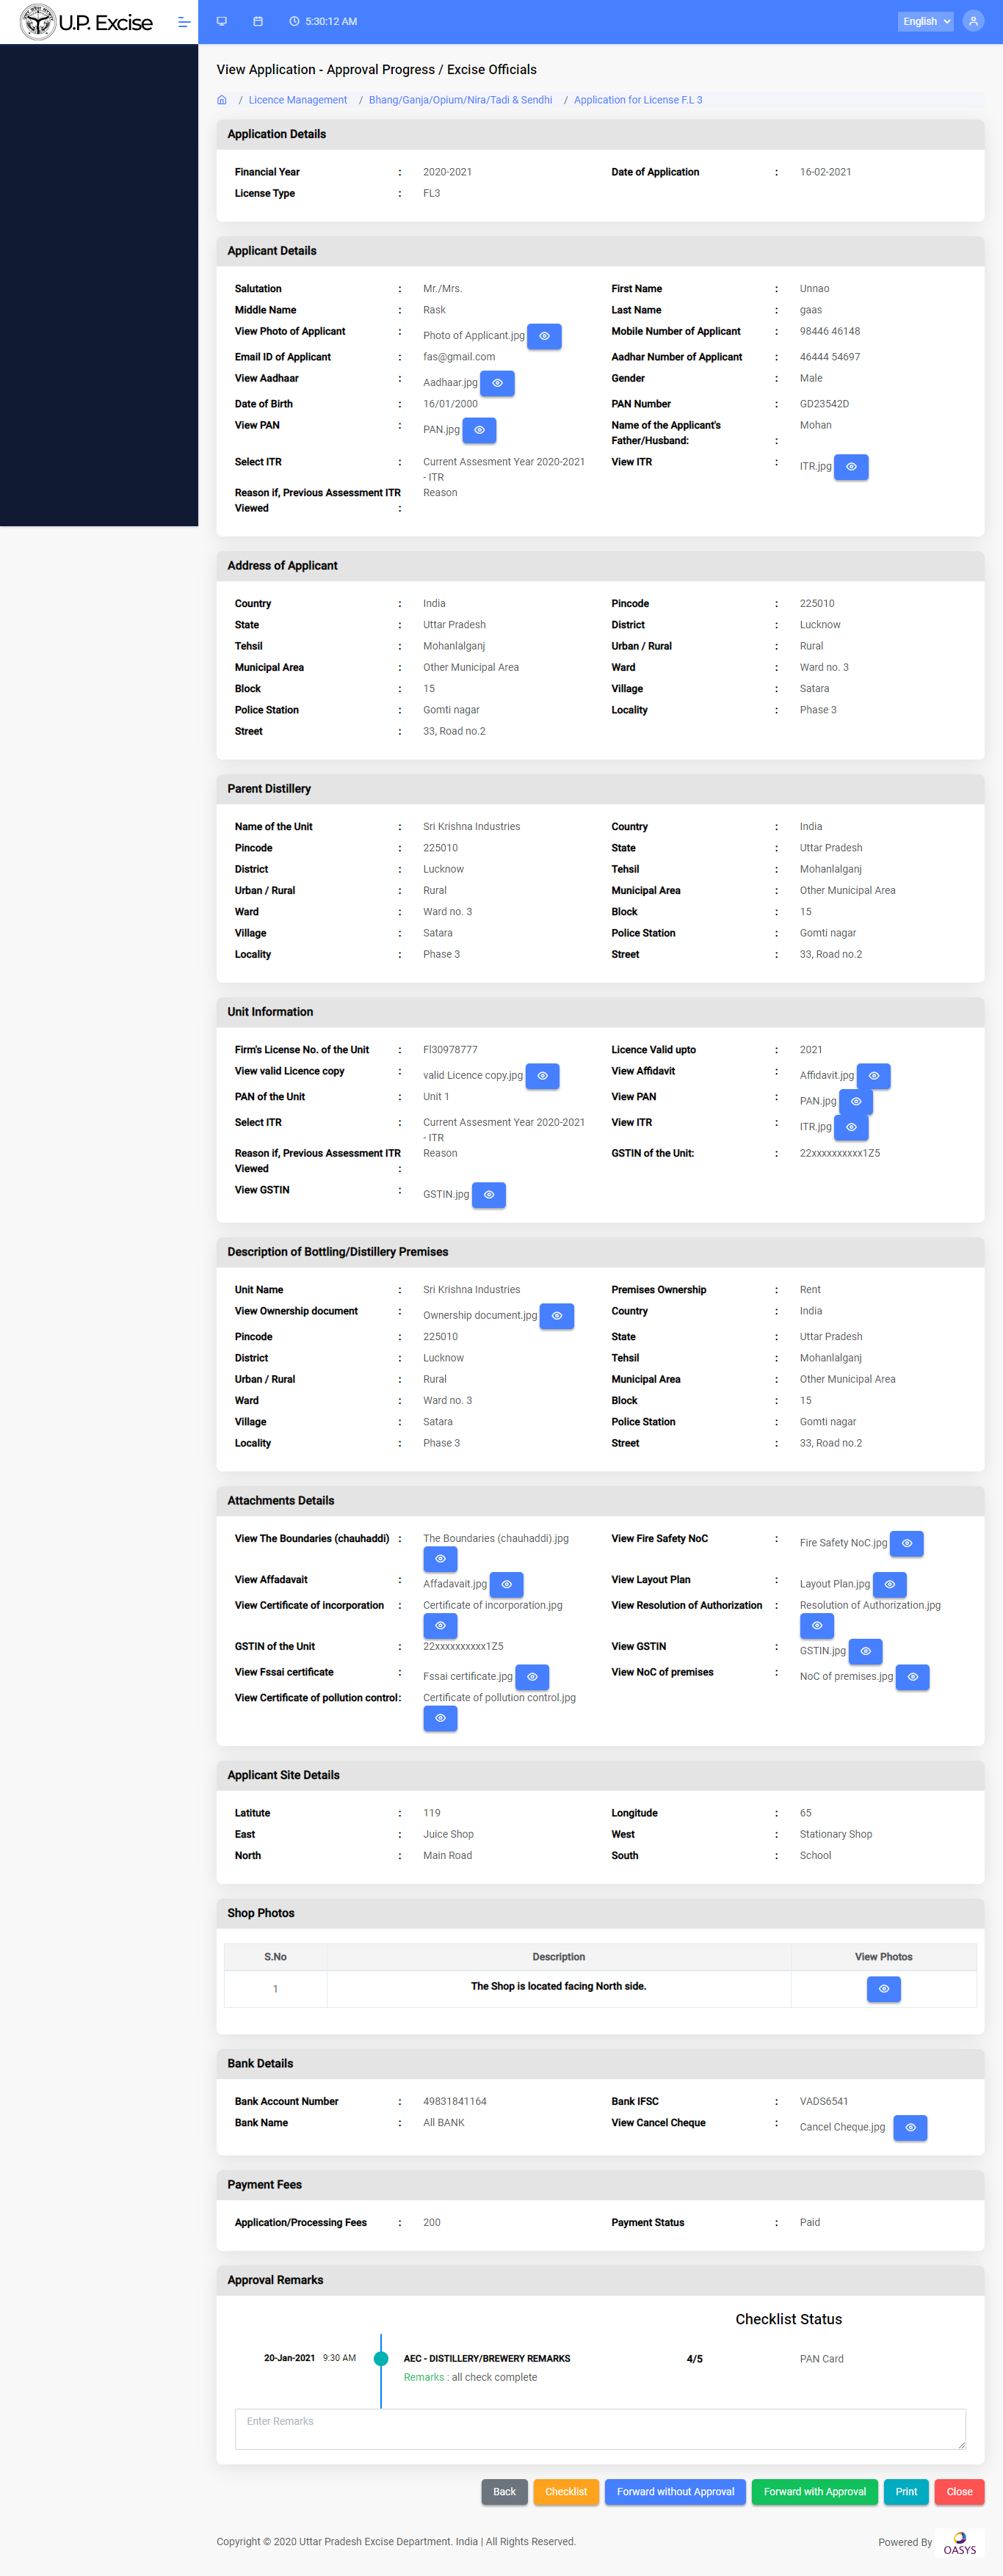 U.P. Excise
5:30:12 AM
English
View Application - Approval Progress / Excise Officials
/ Licence Management / Bhang/Ganja/Opium/Nira/Tadi & Sendhi / Application for License F.L 3
Application Details
Financial Year : 2020-2021 Date of Application : 16-02-2021
License Type : FL3
Applicant Details
Salutation : Mr./Mrs. First Name : Unnao
Middle Name : Rask Last Name : gaas
View Photo of Applicant : Photo of Applicant.jpg Mobile Number of Applicant : 98446 46148
Email ID of Applicant : fas@gmail.com Aadhar Number of Applicant : 46444 54697
View Aadhaar : Aadhaar.jpg Gender : Male
Date of Birth : 16/01/2000 PAN Number : GD23542D
View PAN : PAN.jpg Name of the Applicant's Mohan
Father/Husband: :
Select ITR : Current Assesment Year 2020-2021 View ITR : ITR.jpg
- ITR
Reason if, Previous Assessment ITR Reason
Viewed :
Address of Applicant
Country : India Pincode : 225010
State : Uttar Pradesh District : Lucknow
Tehsil : Mohanlalganj Urban / Rural : Rural
Municipal Area : Other Municipal Area Ward : Ward no. 3
Block : 15 Village : Satara
Police Station : Gomti nagar Locality : Phase 3
Street : 33, Road no.2
Parent Distillery
Name of the Unit : Sri Krishna Industries Country : India
Pincode : 225010 State : Uttar Pradesh
District : Lucknow Tehsil : Mohanlalganj
Urban / Rural : Rural Municipal Area : Other Municipal Area
Ward : Ward no. 3 Block : 15
Village : Satara Police Station : Gomti nagar
Locality : Phase 3 Street : 33, Road no.2
Unit Information
Firm's License No. of the Unit : Fl30978777 Licence Valid upto : 2021
View valid Licence copy : valid Licence copy.jpg View Affidavit : Affidavit.jpg
PAN of the Unit : Unit 1 View PAN : PAN.jpg
Select ITR : Current Assesment Year 2020-2021 View ITR : ITR.jpg
- ITR
Reason if, Previous Assessment ITR Reason GSTIN of the Unit: : 22xxxxxxxxxx1Z5
Viewed :
View GSTIN : GSTIN.jpg
Description of Bottling/Distillery Premises
Unit Name : Sri Krishna Industries Premises Ownership : Rent
View Ownership document : Ownership document.jpg Country : India
Pincode : 225010 State : Uttar Pradesh
District : Lucknow Tehsil : Mohanlalganj
Urban / Rural : Rural Municipal Area : Other Municipal Area
Ward : Ward no. 3 Block : 15
Village : Satara Police Station : Gomti nagar
Locality : Phase 3 Street : 33, Road no.2
Attachments Details
View The Boundaries (chauhaddi) : The Boundaries (chauhaddi).jpg View Fire Safety NoC : Fire Safety NoC.jpg
View Affadavait : Affadavait.jpg View Layout Plan : Layout Plan.jpg
View Certificate of incorporation : Certificate of incorporation.jpg View Resolution of Authorization : Resolution of Authorization.jpg
GSTIN of the Unit : 22xxxxxxxxxx1Z5 View GSTIN : GSTIN.jpg
View Fssai certificate : Fssai certificate.jpg View NoC of premises : NoC of premises.jpg
View Certificate of pollution control: Certificate of pollution control.jpg
Applicant Site Details
Latitute : 119 Longitude : 65
East : Juice Shop West : Stationary Shop
North : Main Road South : School
Shop Photos
S.No Description View Photos
1 The Shop is located facing North side.
Bank Details
Bank Account Number : 49831841164 Bank IFSC : VADS6541
Bank Name : All BANK View Cancel Cheque : Cancel Cheque.jpg
Payment Fees
Application/Processing Fees : 200 Payment Status : Paid
Approval Remarks
Checklist Status
20-Jan-2021 9:30 AM AEC - DISTILLERY/BREWERY REMARKS 4/5 PAN Card
Remarks : all check complete
Enter Remarks
Back Checklist Forward without Approval Forward with Approval Print Close
Copyright © 2020 Uttar Pradesh Excise Department. India | All Rights Reserved. Powered By OASYS